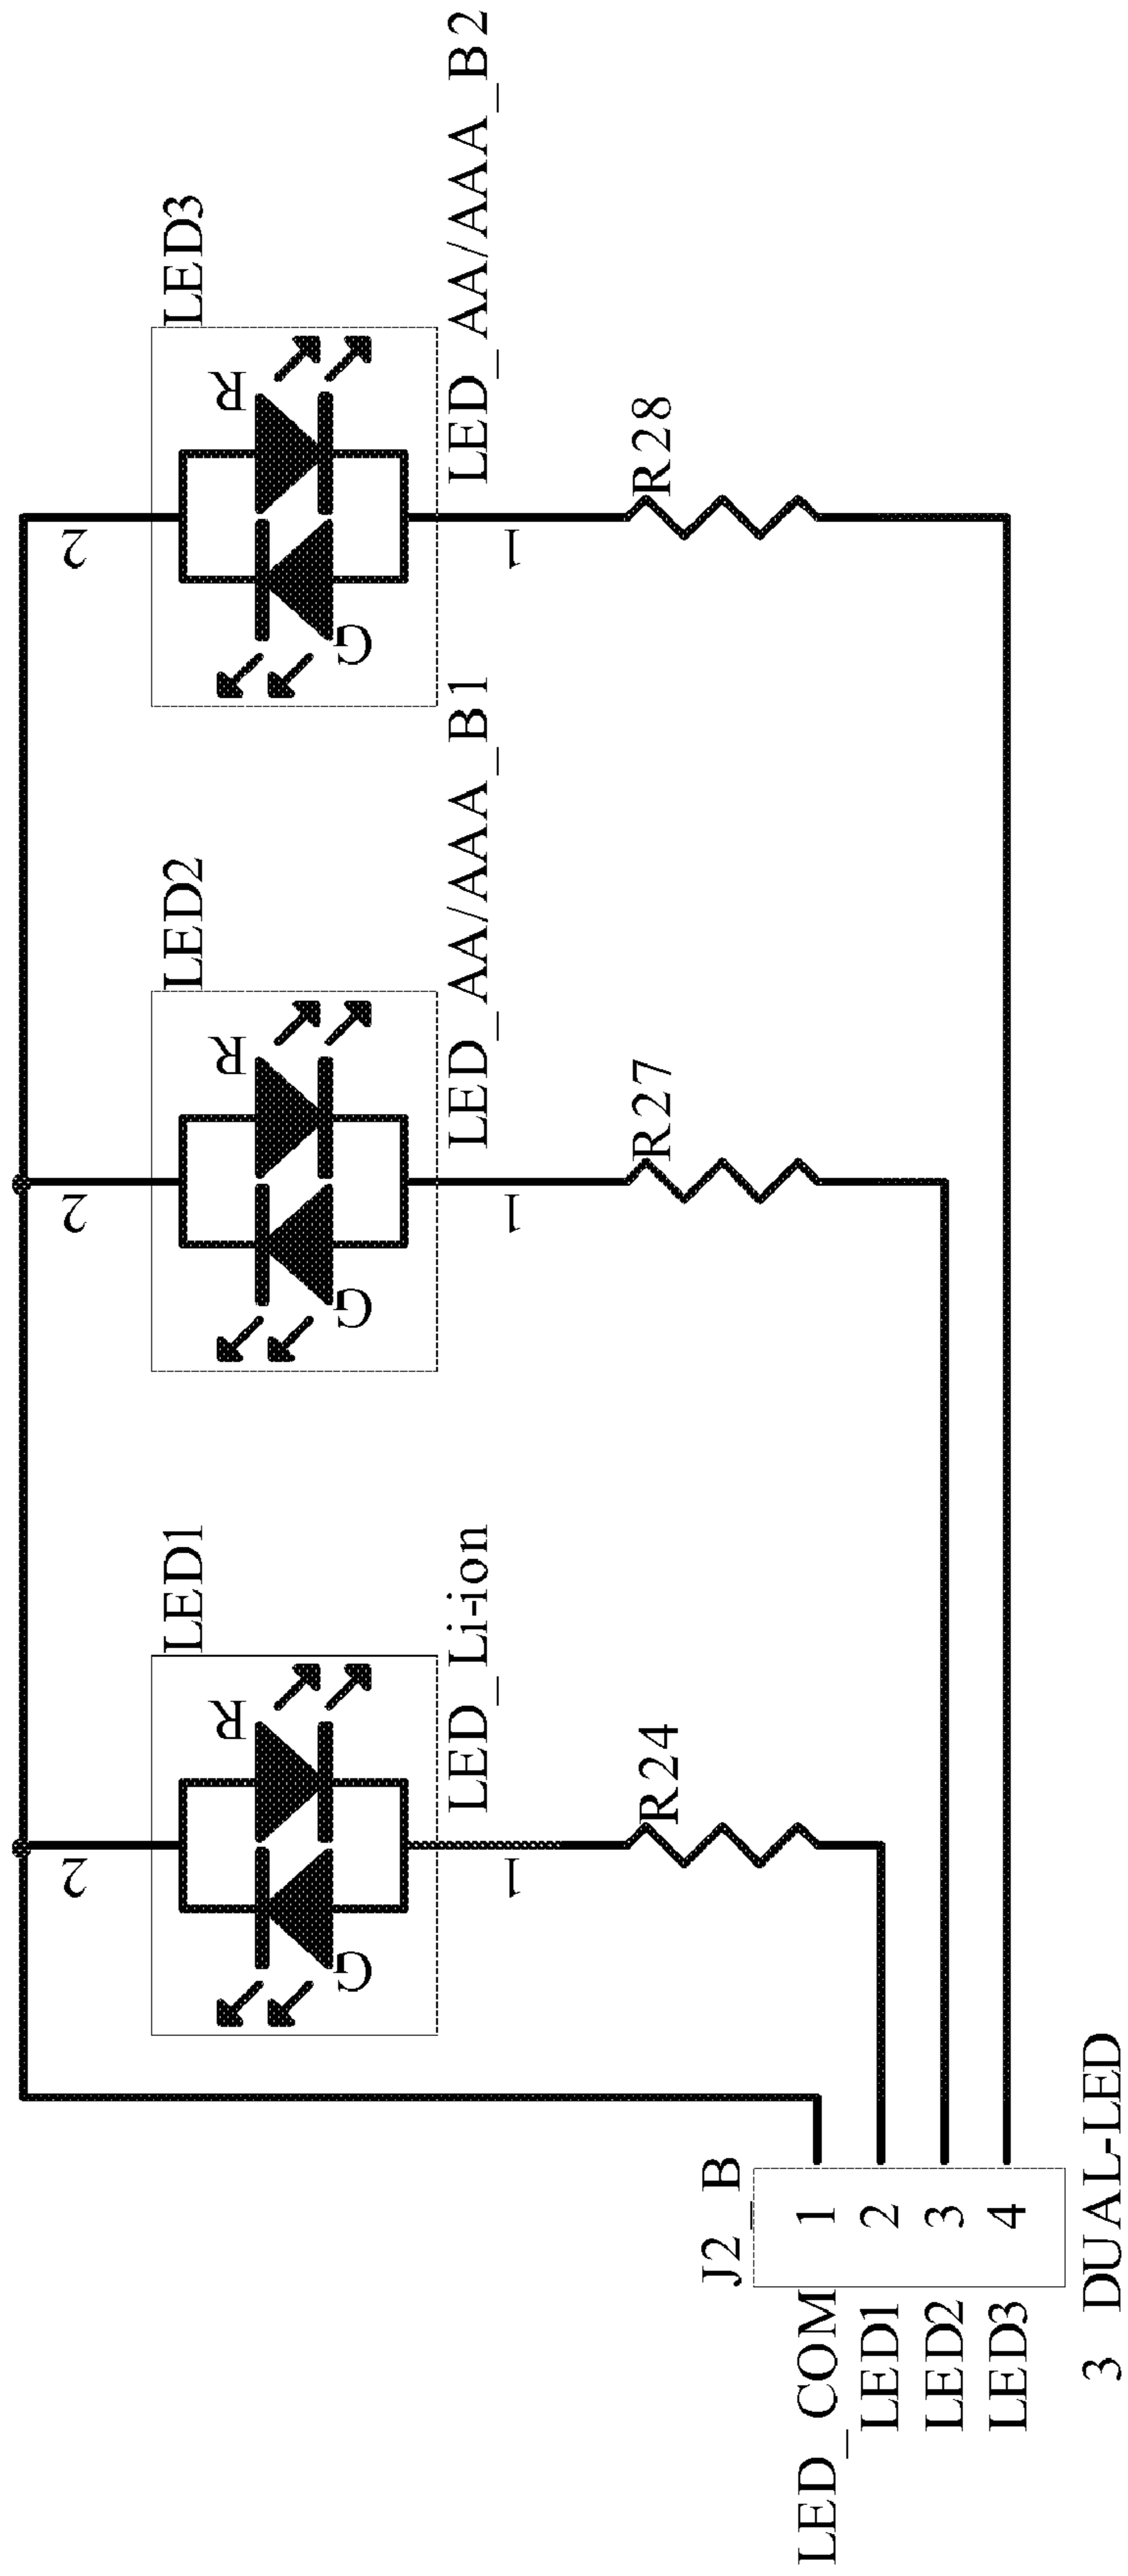 LED1
LED2
LED3
2
2
2
R
R
R
G
G
G
LED_Li-ion
LED_AA/AAA_B1
LED_AA/AAA_B2
1
1
1
R24
R27
R28
J2_B
LED_COM 1
LED1 2
LED2 3
LED3 4
3 DUAL-LED